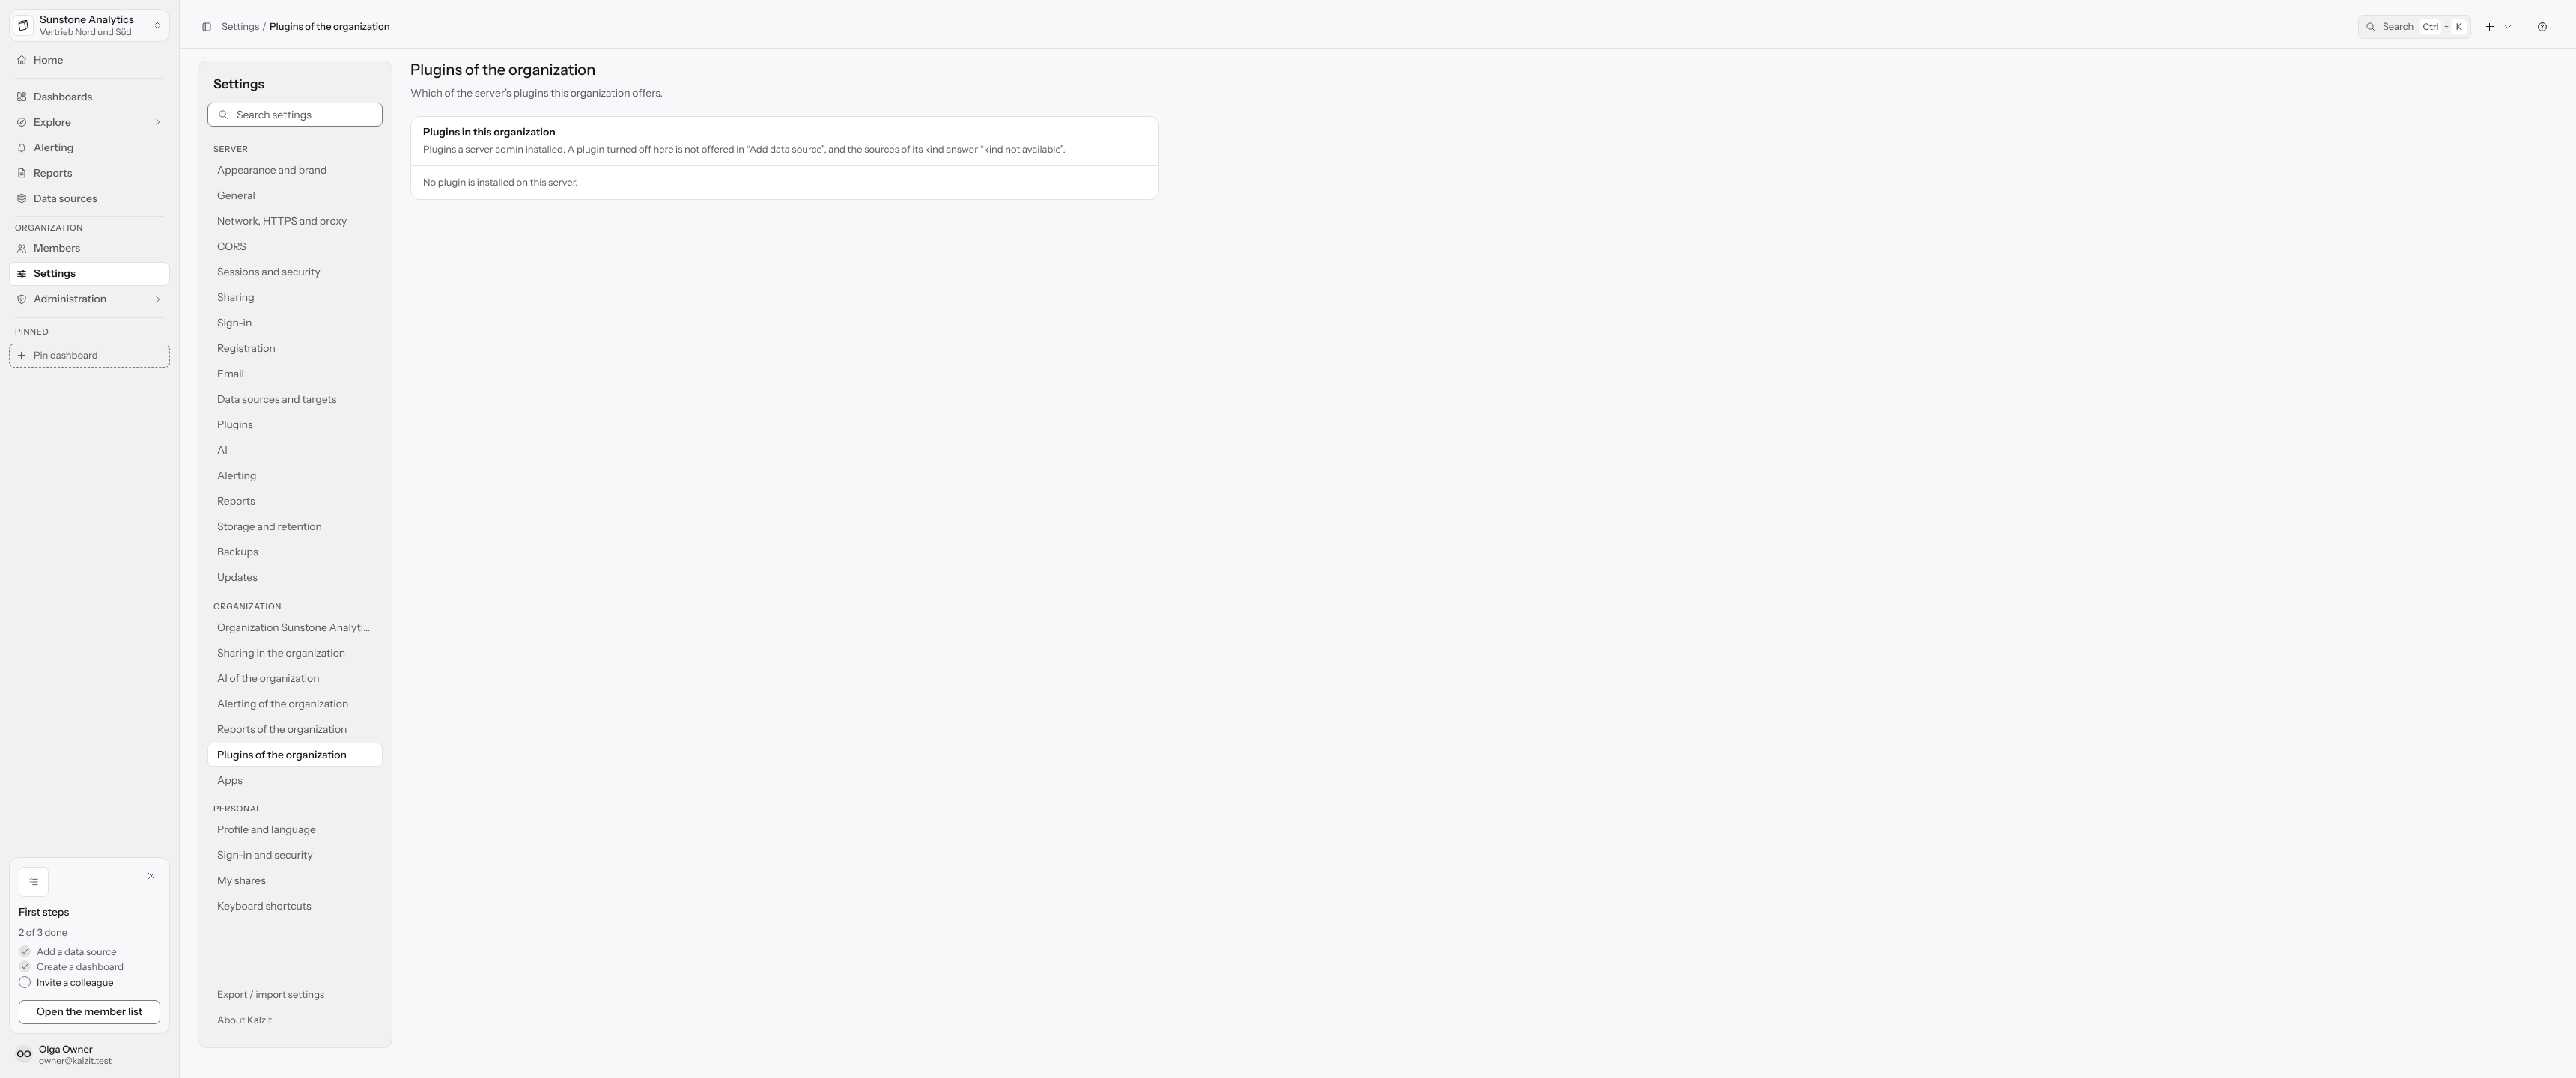 Sunstone Analytics
Vertrieb Nord und Süd
Home
Dashboards
Explore
Alerting
Reports
Data sources
ORGANIZATION
Members
Settings
Administration
PINNED
Pin dashboard
First steps
2 of 3 done
Add a data source
Create a dashboard
Invite a colleague
Open the member list
OO
Olga Owner
owner@kalzit.test
Settings / Plugins of the organization
Search Ctrl + K
Settings
Search settings
SERVER
Appearance and brand
General
Network, HTTPS and proxy
CORS
Sessions and security
Sharing
Sign-in
Registration
Email
Data sources and targets
Plugins
AI
Alerting
Reports
Storage and retention
Backups
Updates
ORGANIZATION
Organization Sunstone Analyti...
Sharing in the organization
AI of the organization
Alerting of the organization
Reports of the organization
Plugins of the organization
Apps
PERSONAL
Profile and language
Sign-in and security
My shares
Keyboard shortcuts
Export / import settings
About Kalzit
Plugins of the organization
Which of the server's plugins this organization offers.
Plugins in this organization
Plugins a server admin installed. A plugin turned off here is not offered in “Add data source”, and the sources of its kind answer “kind not available”.
No plugin is installed on this server.